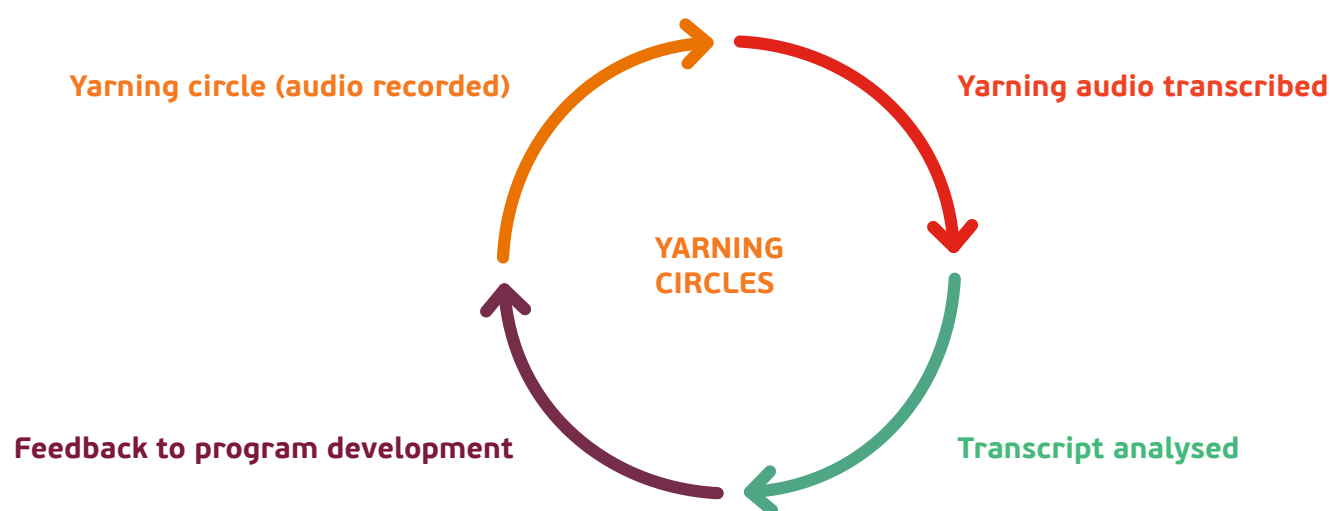 Yarning circle (audio recorded)
Yarning audio transcribed
YARNING
CIRCLES
Feedback to program development
Transcript analysed